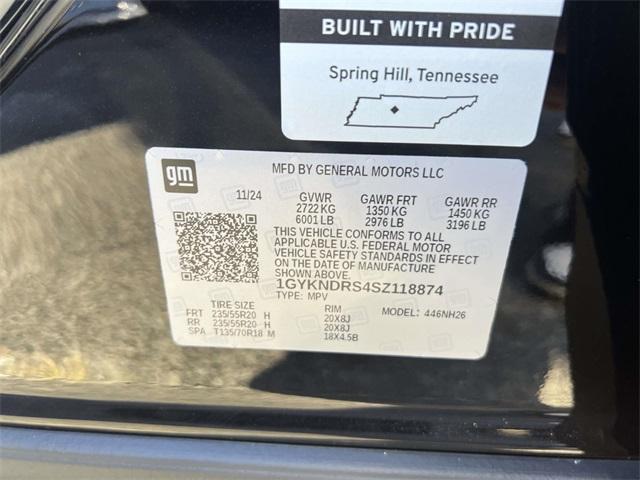 BUILT WITH PRIDE
Spring Hill, Tennessee
gm
MFD BY GENERAL MOTORS LLC
11/24 GVWR GAWR FRT GAWR RR
2722 KG 1350 KG 1450 KG
6001 LB 2976 LB 3196 LB
THIS VEHICLE CONFORMS TO ALL
APPLICABLE U.S. FEDERAL MOTOR
VEHICLE SAFETY STANDARDS IN EFFECT
ON THE DATE OF MANUFACTURE
SHOWN ABOVE.
1GYKNDRS4SZ118874
TYPE: MPV MODEL: 446NH26
TIRE SIZE RIM
FRT 235/55R20 H 20X8J
RR 235/55R20 H 20X8J
SPA T135/70R18 M 18X4.5B